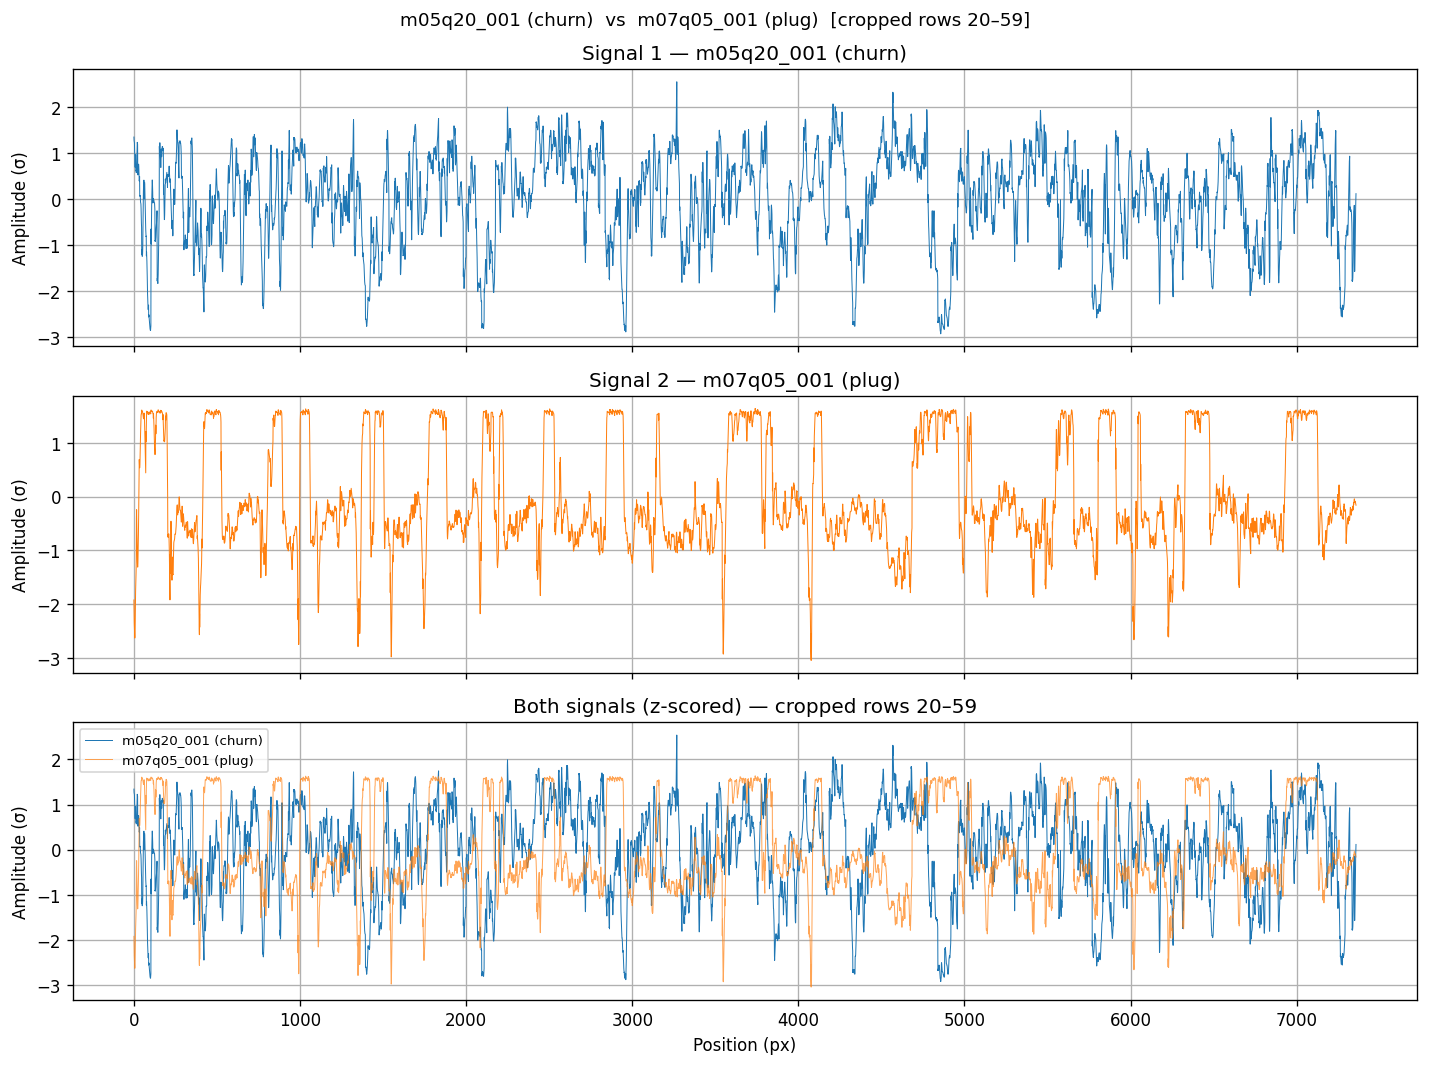 m05q20_001 (churn)  vs  m07q05_001 (plug)  [cropped rows 20–59]
Signal 1 — m05q20_001 (churn)
Amplitude (σ)
2
1
0
−1
−2
−3
Signal 2 — m07q05_001 (plug)
Amplitude (σ)
1
0
−1
−2
−3
Both signals (z-scored) — cropped rows 20–59
m05q20_001 (churn)
m07q05_001 (plug)
Amplitude (σ)
2
1
0
−1
−2
−3
0 1000 2000 3000 4000 5000 6000 7000
Position (px)